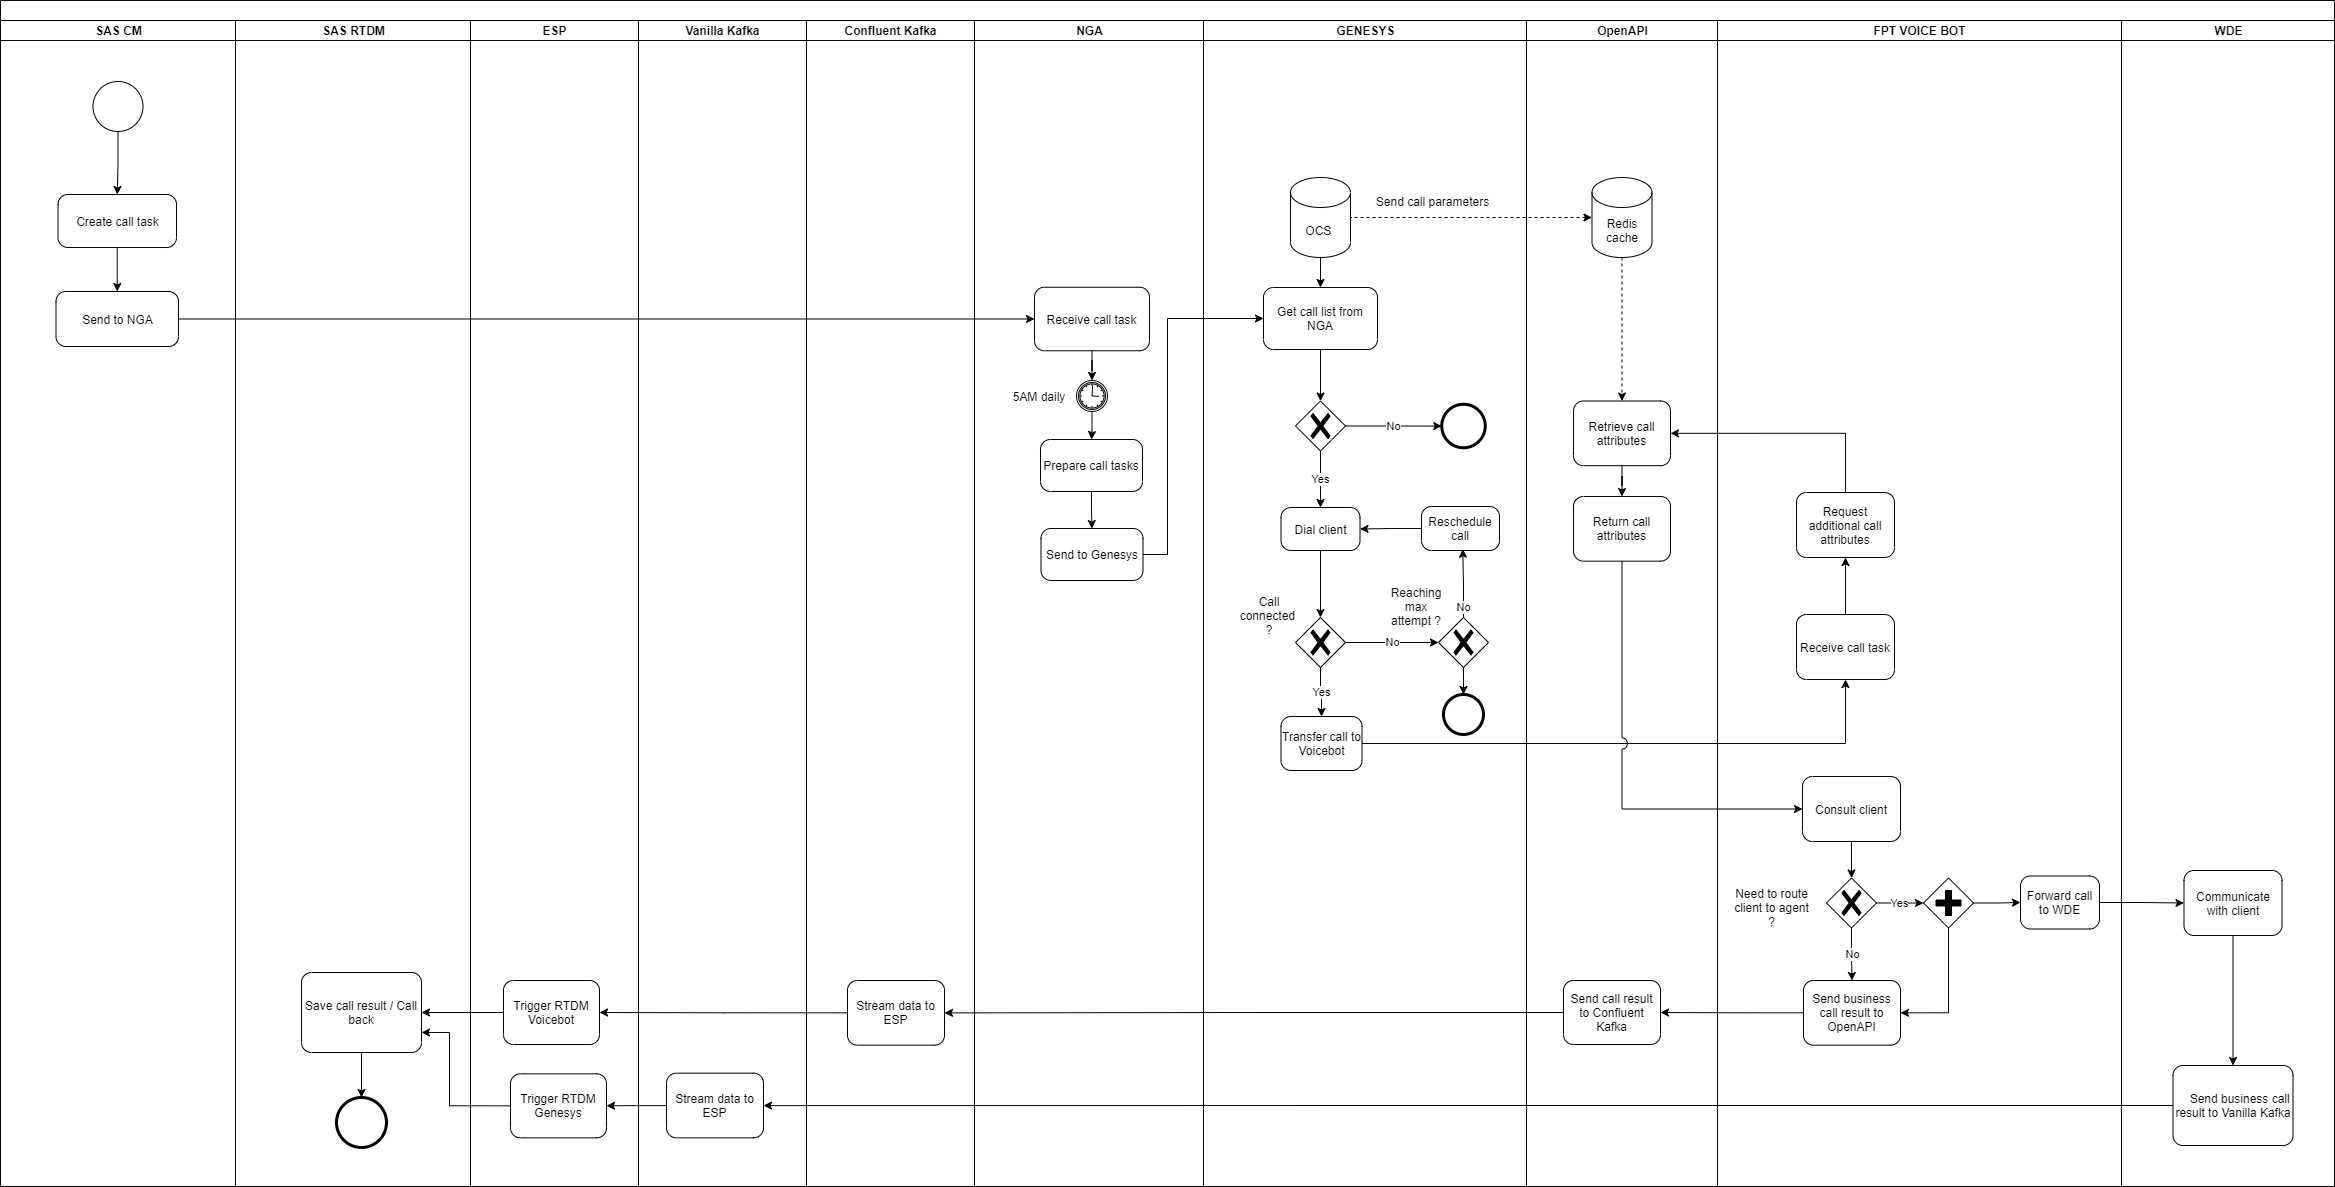 SAS CM
SAS RTDM
ESP
Vanilla Kafka
Confluent Kafka
NGA
GENESYS
OpenAPI
FPT VOICE BOT
WDE
Create call task
Send to NGA
Receive call task
5AM daily
Prepare call tasks
Send to Genesys
OCS
Send call parameters
Redis
cache
Get call list from
NGA
No
Yes
Dial client
Reschedule
call
Call
connected
?
Reaching
max
attempt ?
No
No
Yes
Transfer call to
Voicebot
Retrieve call
attributes
Return call
attributes
Request
additional call
attributes
Receive call task
Consult client
Need to route
client to agent
?
Yes
No
Forward call
to WDE
Communicate
with client
Save call result / Call
back
Trigger RTDM
Voicebot
Stream data to
ESP
Send call result
to Confluent
Kafka
Send business
call result to
OpenAPI
Trigger RTDM
Genesys
Stream data to
ESP
Send business call
result to Vanilla Kafka